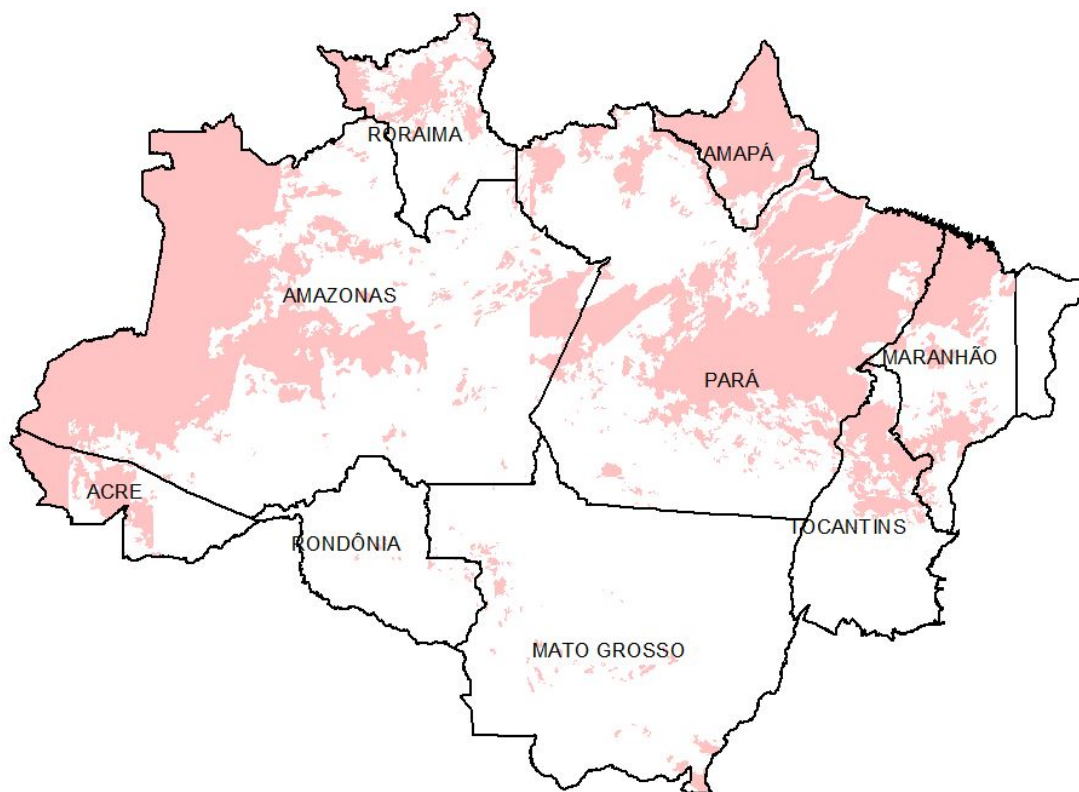 RORAIMA
AMAPÁ
AMAZONAS
MARANHÃO
PARÁ
ACRE
TOCANTINS
RONDÔNIA
MATO GROSSO